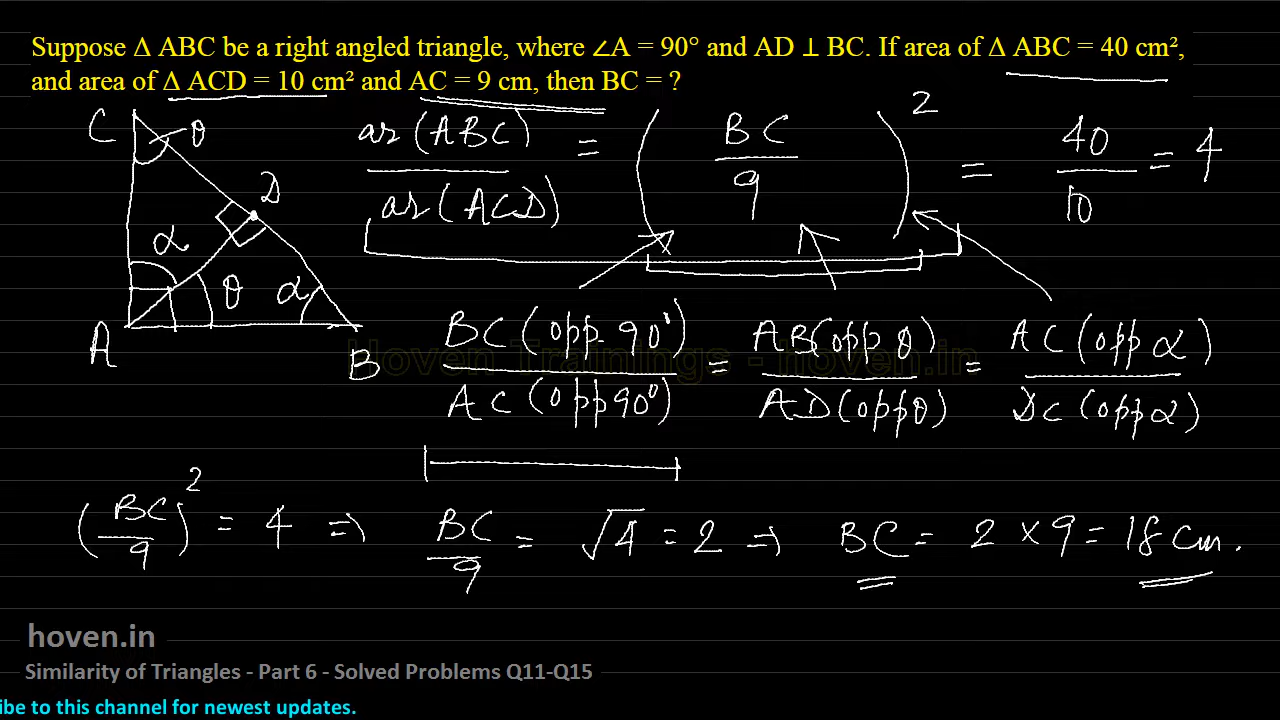 Suppose Δ ABC be a right angled triangle, where ∠A = 90° and AD ⊥ BC. If area of Δ ABC = 40 cm²,
and area of Δ ACD = 10 cm² and AC = 9 cm, then BC = ?
C θ D α θ α A B
ar(ABC) / ar(ACD) = (BC / 9)² = 40 / 10 = 4
BC (opp. 90°) / AC (opp 90°) = AB (opp θ) / AD (opp θ) = AC (opp α) / DC (opp α)
Hoven Trainings - hoven.in
(BC / 9)² = 4 ⇒ BC / 9 = √4 = 2 ⇒ BC = 2 × 9 = 18 cm.
hoven.in
Similarity of Triangles - Part 6 - Solved Problems Q11-Q15
ibe to this channel for newest updates.